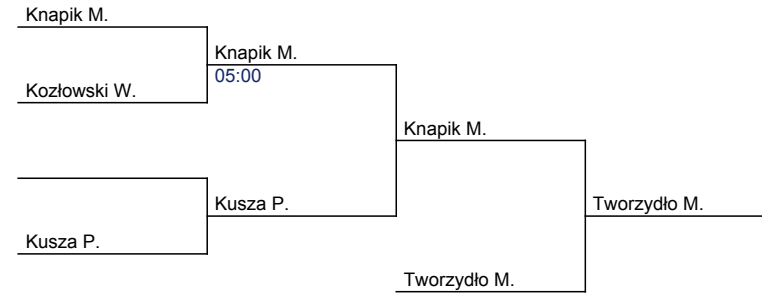 Knapik M.
Knapik M.
05:00
Kozłowski W.
Knapik M.
Kusza P.
Tworzydło M.
Kusza P.
Tworzydło M.